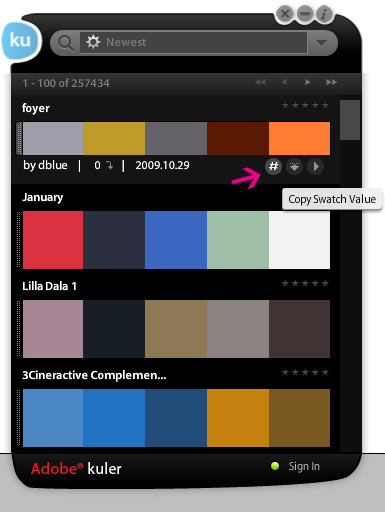 ku
Newest
1 - 100 of 257434
foyer
by dblue | 0 | 2009.10.29
#
Copy Swatch Value
January
Lilla Dala 1
3Cineractive Complemen...
Adobe® kuler
Sign In